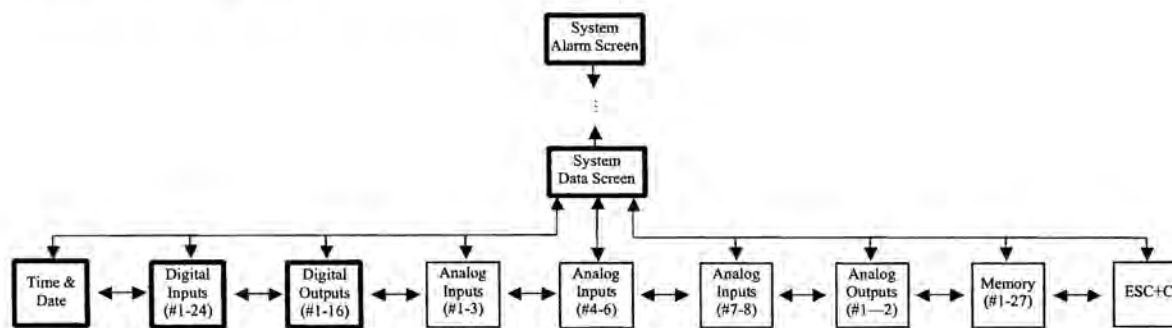 System
Alarm Screen
...
System
Data Screen
Time &
Date
Digital
Inputs
(#1-24)
Digital
Outputs
(#1-16)
Analog
Inputs
(#1-3)
Analog
Inputs
(#4-6)
Analog
Inputs
(#7-8)
Analog
Outputs
(#1—2)
Memory
(#1-27)
ESC+C